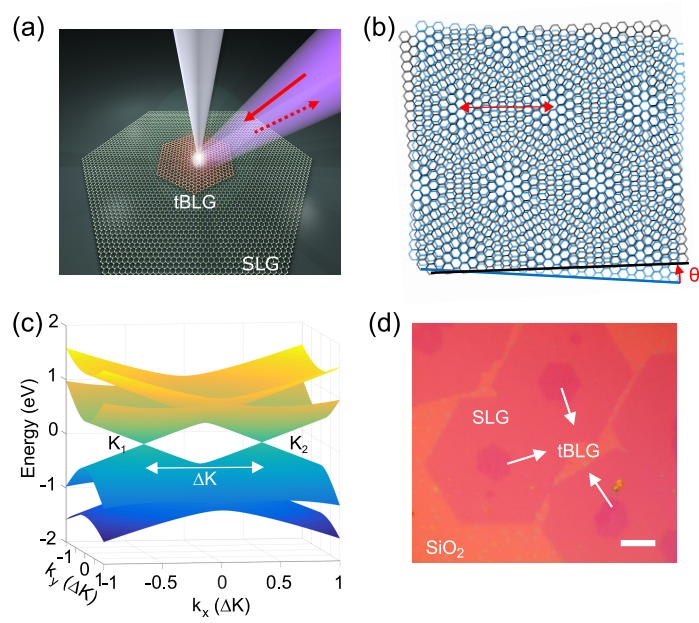 (a)
tBLG
SLG
(b)
θ
(c)
2
1
0
-1
-2
Energy (eV)
K₁
K₂
ΔK
-1
0
1
k_y (ΔK)
-1
-0.5
0
0.5
1
kₓ (ΔK)
(d)
SLG
tBLG
SiO₂